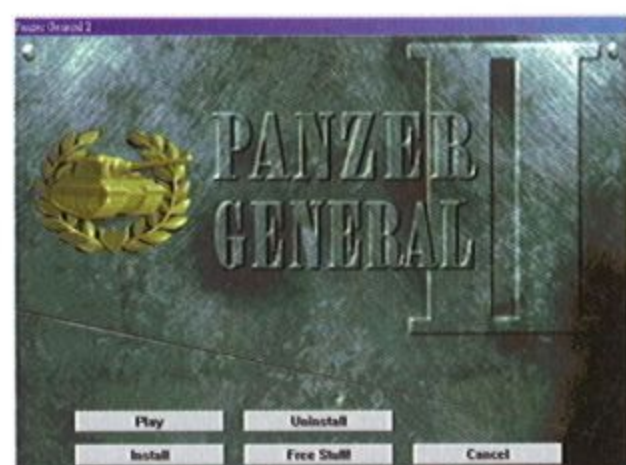 Panzer General 2
PANZER II
GENERAL
Play
Uninstall
Install
Free Stuff!
Cancel